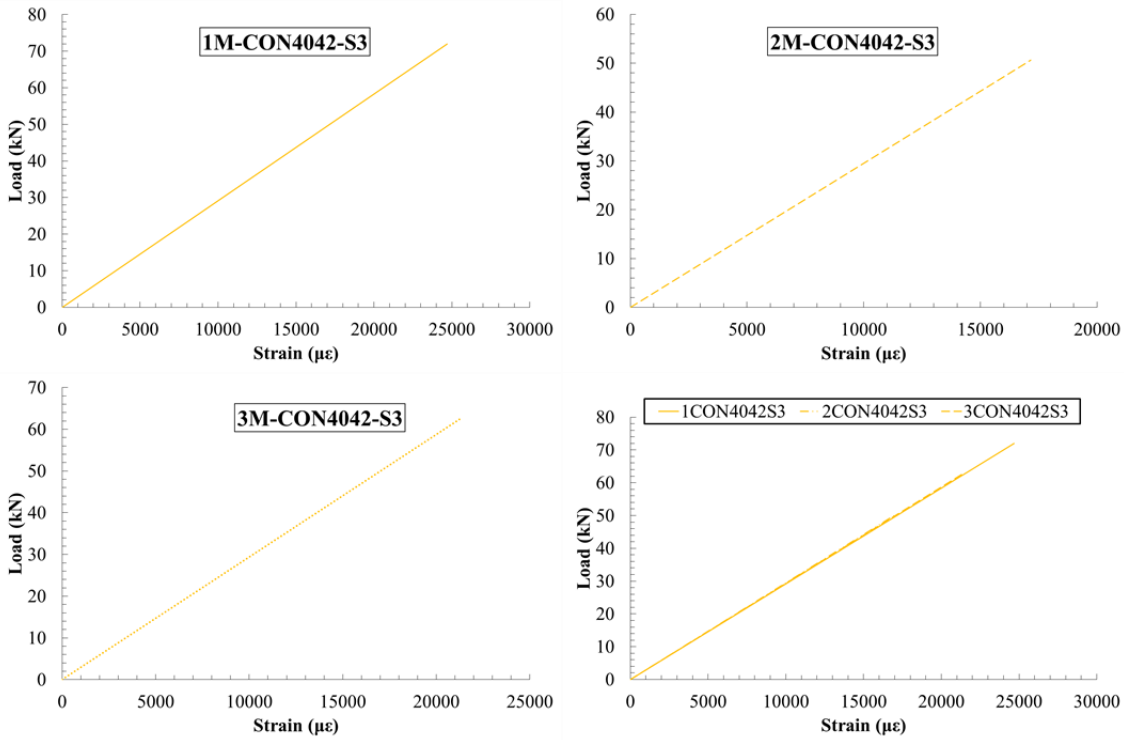 1M-CON4042-S3
Load (kN)
80
70
60
50
40
30
20
10
0
0 5000 10000 15000 20000 25000 30000
Strain (με)
2M-CON4042-S3
Load (kN)
60
50
40
30
20
10
0
0 5000 10000 15000 20000
Strain (με)
3M-CON4042-S3
Load (kN)
70
60
50
40
30
20
10
0
0 5000 10000 15000 20000 25000
Strain (με)
1CON4042S3 2CON4042S3 3CON4042S3
Load (kN)
80
70
60
50
40
30
20
10
0
0 5000 10000 15000 20000 25000 30000
Strain (με)